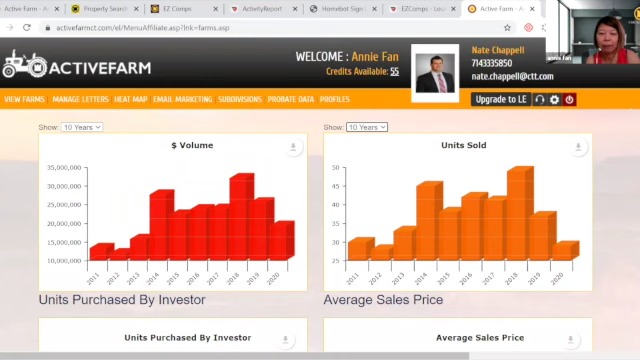 Active Farm
Property Search
EZ Comps
ActivityReport
Homebot Sign
EZComps - Lou
Active Farm
activefarmct.com/el/MenuAffiliate.asp?lnk=farms.asp
ACTIVEFARM
WELCOME : Annie Fan
Credits Available: 55
Nate Chappell
7143335850
nate.chappell@ctt.com
annie Fan
VIEW FARMS MANAGE LETTERS HEAT MAP EMAIL MARKETING SUBDIVISIONS PROBATE DATA PROFILES
Upgrade to LE
Show: 10 Years
Show: 10 Years
$ Volume
35,000,000
30,000,000
25,000,000
20,000,000
15,000,000
10,000,000
2011 2012 2013 2014 2015 2016 2017 2018 2019 2020
Units Sold
50
45
40
35
30
25
2011 2012 2013 2014 2015 2016 2017 2018 2019 2020
Units Purchased By Investor
Average Sales Price
Units Purchased By Investor
Average Sales Price